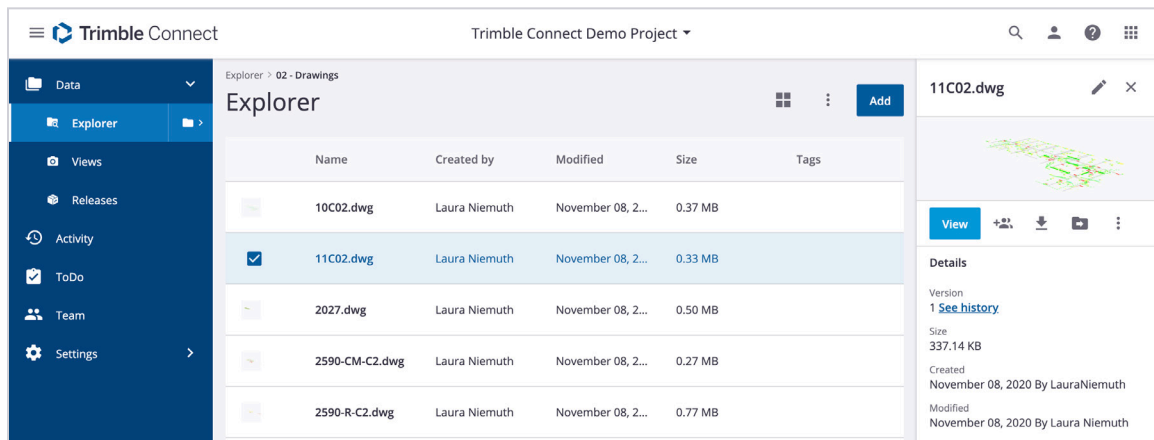 Trimble Connect
Trimble Connect Demo Project
Data
Explorer
Views
Releases
Activity
ToDo
Team
Settings
Explorer > 02 - Drawings
Explorer
Add
Name Created by Modified Size Tags
10C02.dwg Laura Niemuth November 08, 2... 0.37 MB
11C02.dwg Laura Niemuth November 08, 2... 0.33 MB
2027.dwg Laura Niemuth November 08, 2... 0.50 MB
2590-CM-C2.dwg Laura Niemuth November 08, 2... 0.27 MB
2590-R-C2.dwg Laura Niemuth November 08, 2... 0.77 MB
11C02.dwg
View
Details
Version
1 See history
Size
337.14 KB
Created
November 08, 2020 By LauraNiemuth
Modified
November 08, 2020 By Laura Niemuth